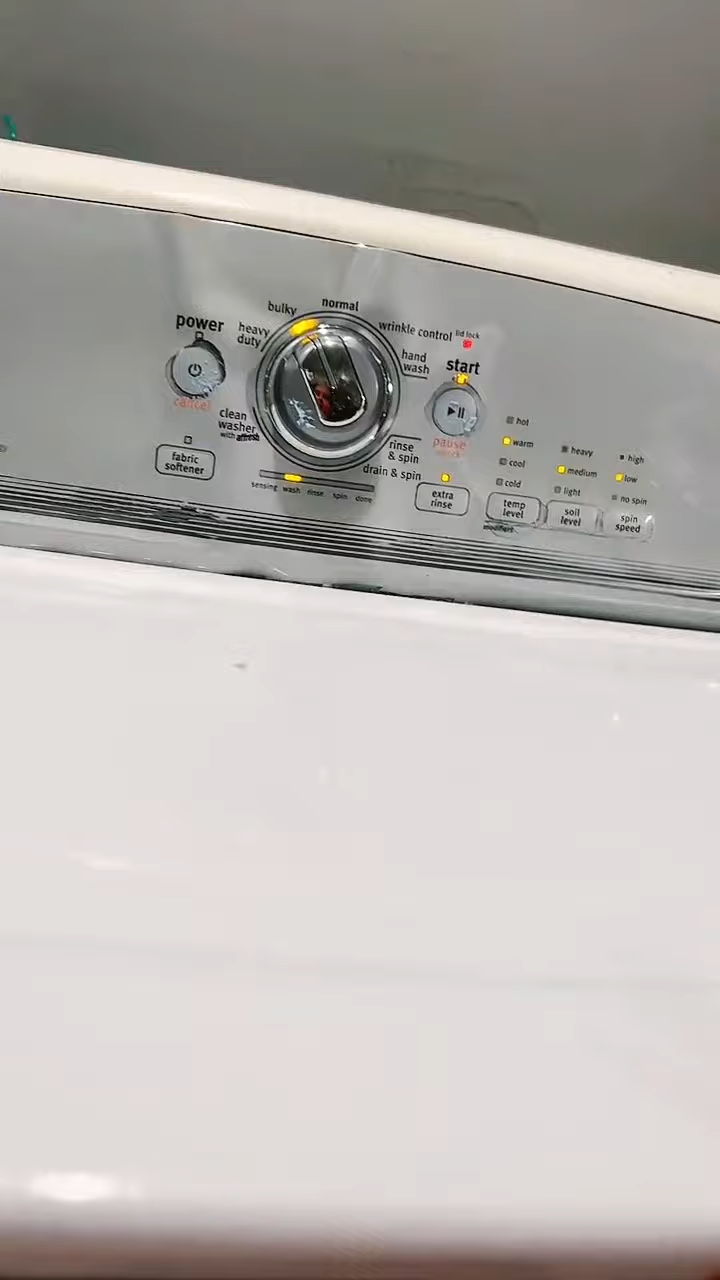 power
cancel
fabric
softener
bulky
normal
heavy
duty
wrinkle control
hand
wash
clean
washer
with affresh
rinse
& spin
drain & spin
sensing
wash
rinse
spin
done
lid lock
start
pause
extra
rinse
hot
warm
cool
cold
temp
level
modifiers
heavy
medium
light
soil
level
high
low
no spin
spin
speed